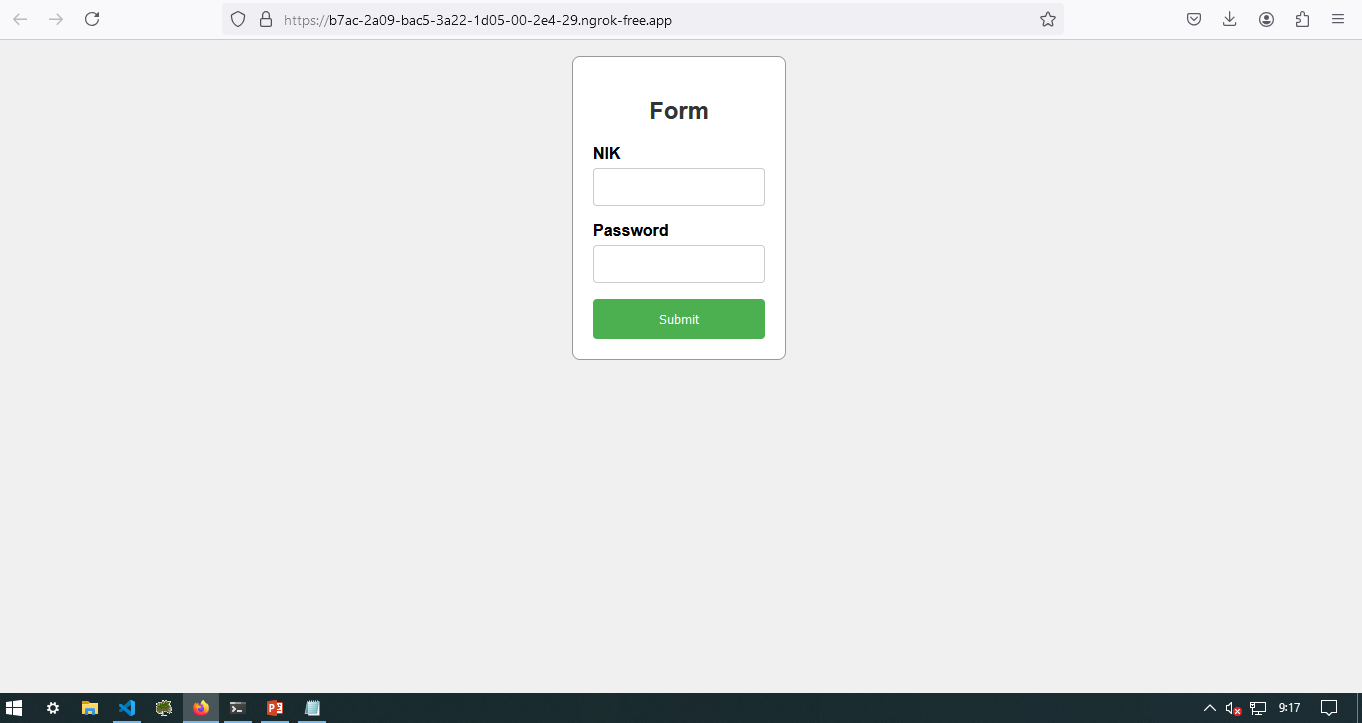 https://b7ac-2a09-bac5-3a22-1d05-00-2e4-29.ngrok-free.app
Form
NIK
Password
Submit
9:17